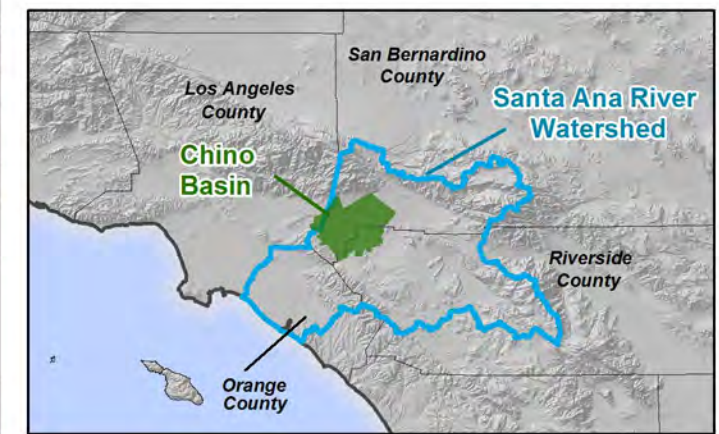 San Bernardino
County
Los Angeles
County
Santa Ana River
Watershed
Chino
Basin
Riverside
County
Orange
County